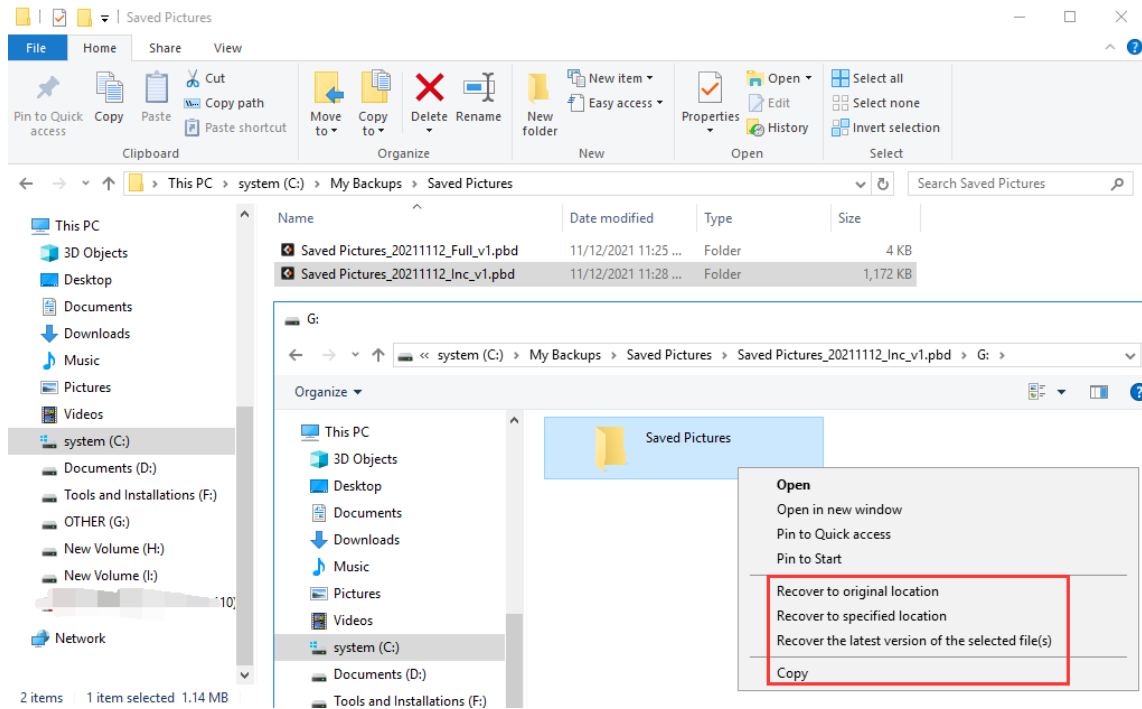 Saved Pictures
File Home Share View
Pin to Quick access
Copy
Paste
Cut
Copy path
Paste shortcut
Clipboard
Move to
Copy to
Delete
Rename
Organize
New folder
New item
Easy access
New
Properties
Open
Edit
History
Open
Select all
Select none
Invert selection
Select
This PC > system (C:) > My Backups > Saved Pictures
Search Saved Pictures
This PC
3D Objects
Desktop
Documents
Downloads
Music
Pictures
Videos
system (C:)
Documents (D:)
Tools and Installations (F:)
OTHER (G:)
New Volume (H:)
New Volume (I:)
10)
Network
2 items 1 item selected 1.14 MB
Name Date modified Type Size
Saved Pictures_20211112_Full_v1.pbd 11/12/2021 11:25 ... Folder 4 KB
Saved Pictures_20211112_Inc_v1.pbd 11/12/2021 11:28 ... Folder 1,172 KB
G:
« system (C:) > My Backups > Saved Pictures > Saved Pictures_20211112_Inc_v1.pbd > G: >
Organize
This PC
3D Objects
Desktop
Documents
Downloads
Music
Pictures
Videos
system (C:)
Documents (D:)
Tools and Installations (F:)
Saved Pictures
Open
Open in new window
Pin to Quick access
Pin to Start
Recover to original location
Recover to specified location
Recover the latest version of the selected file(s)
Copy